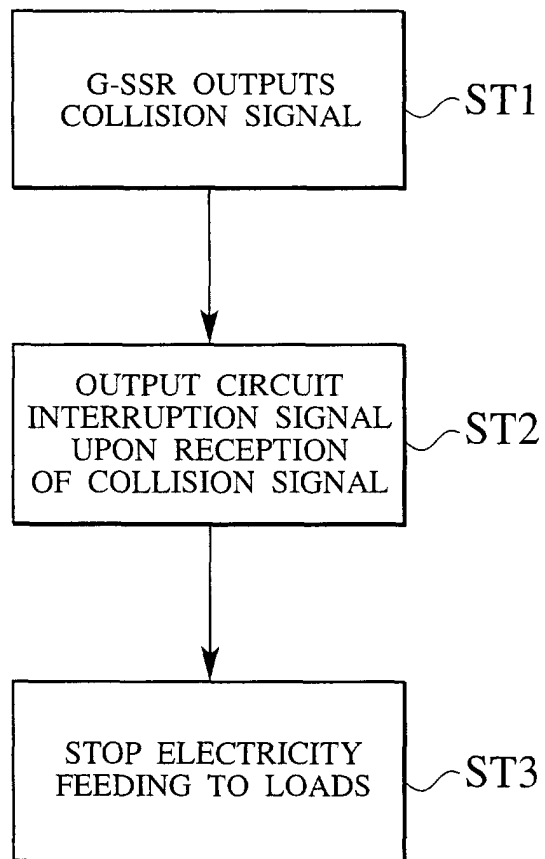 G-SSR OUTPUTS
COLLISION SIGNAL
ST1
OUTPUT CIRCUIT
INTERRUPTION SIGNAL
UPON RECEPTION
OF COLLISION SIGNAL
ST2
STOP ELECTRICITY
FEEDING TO LOADS
ST3